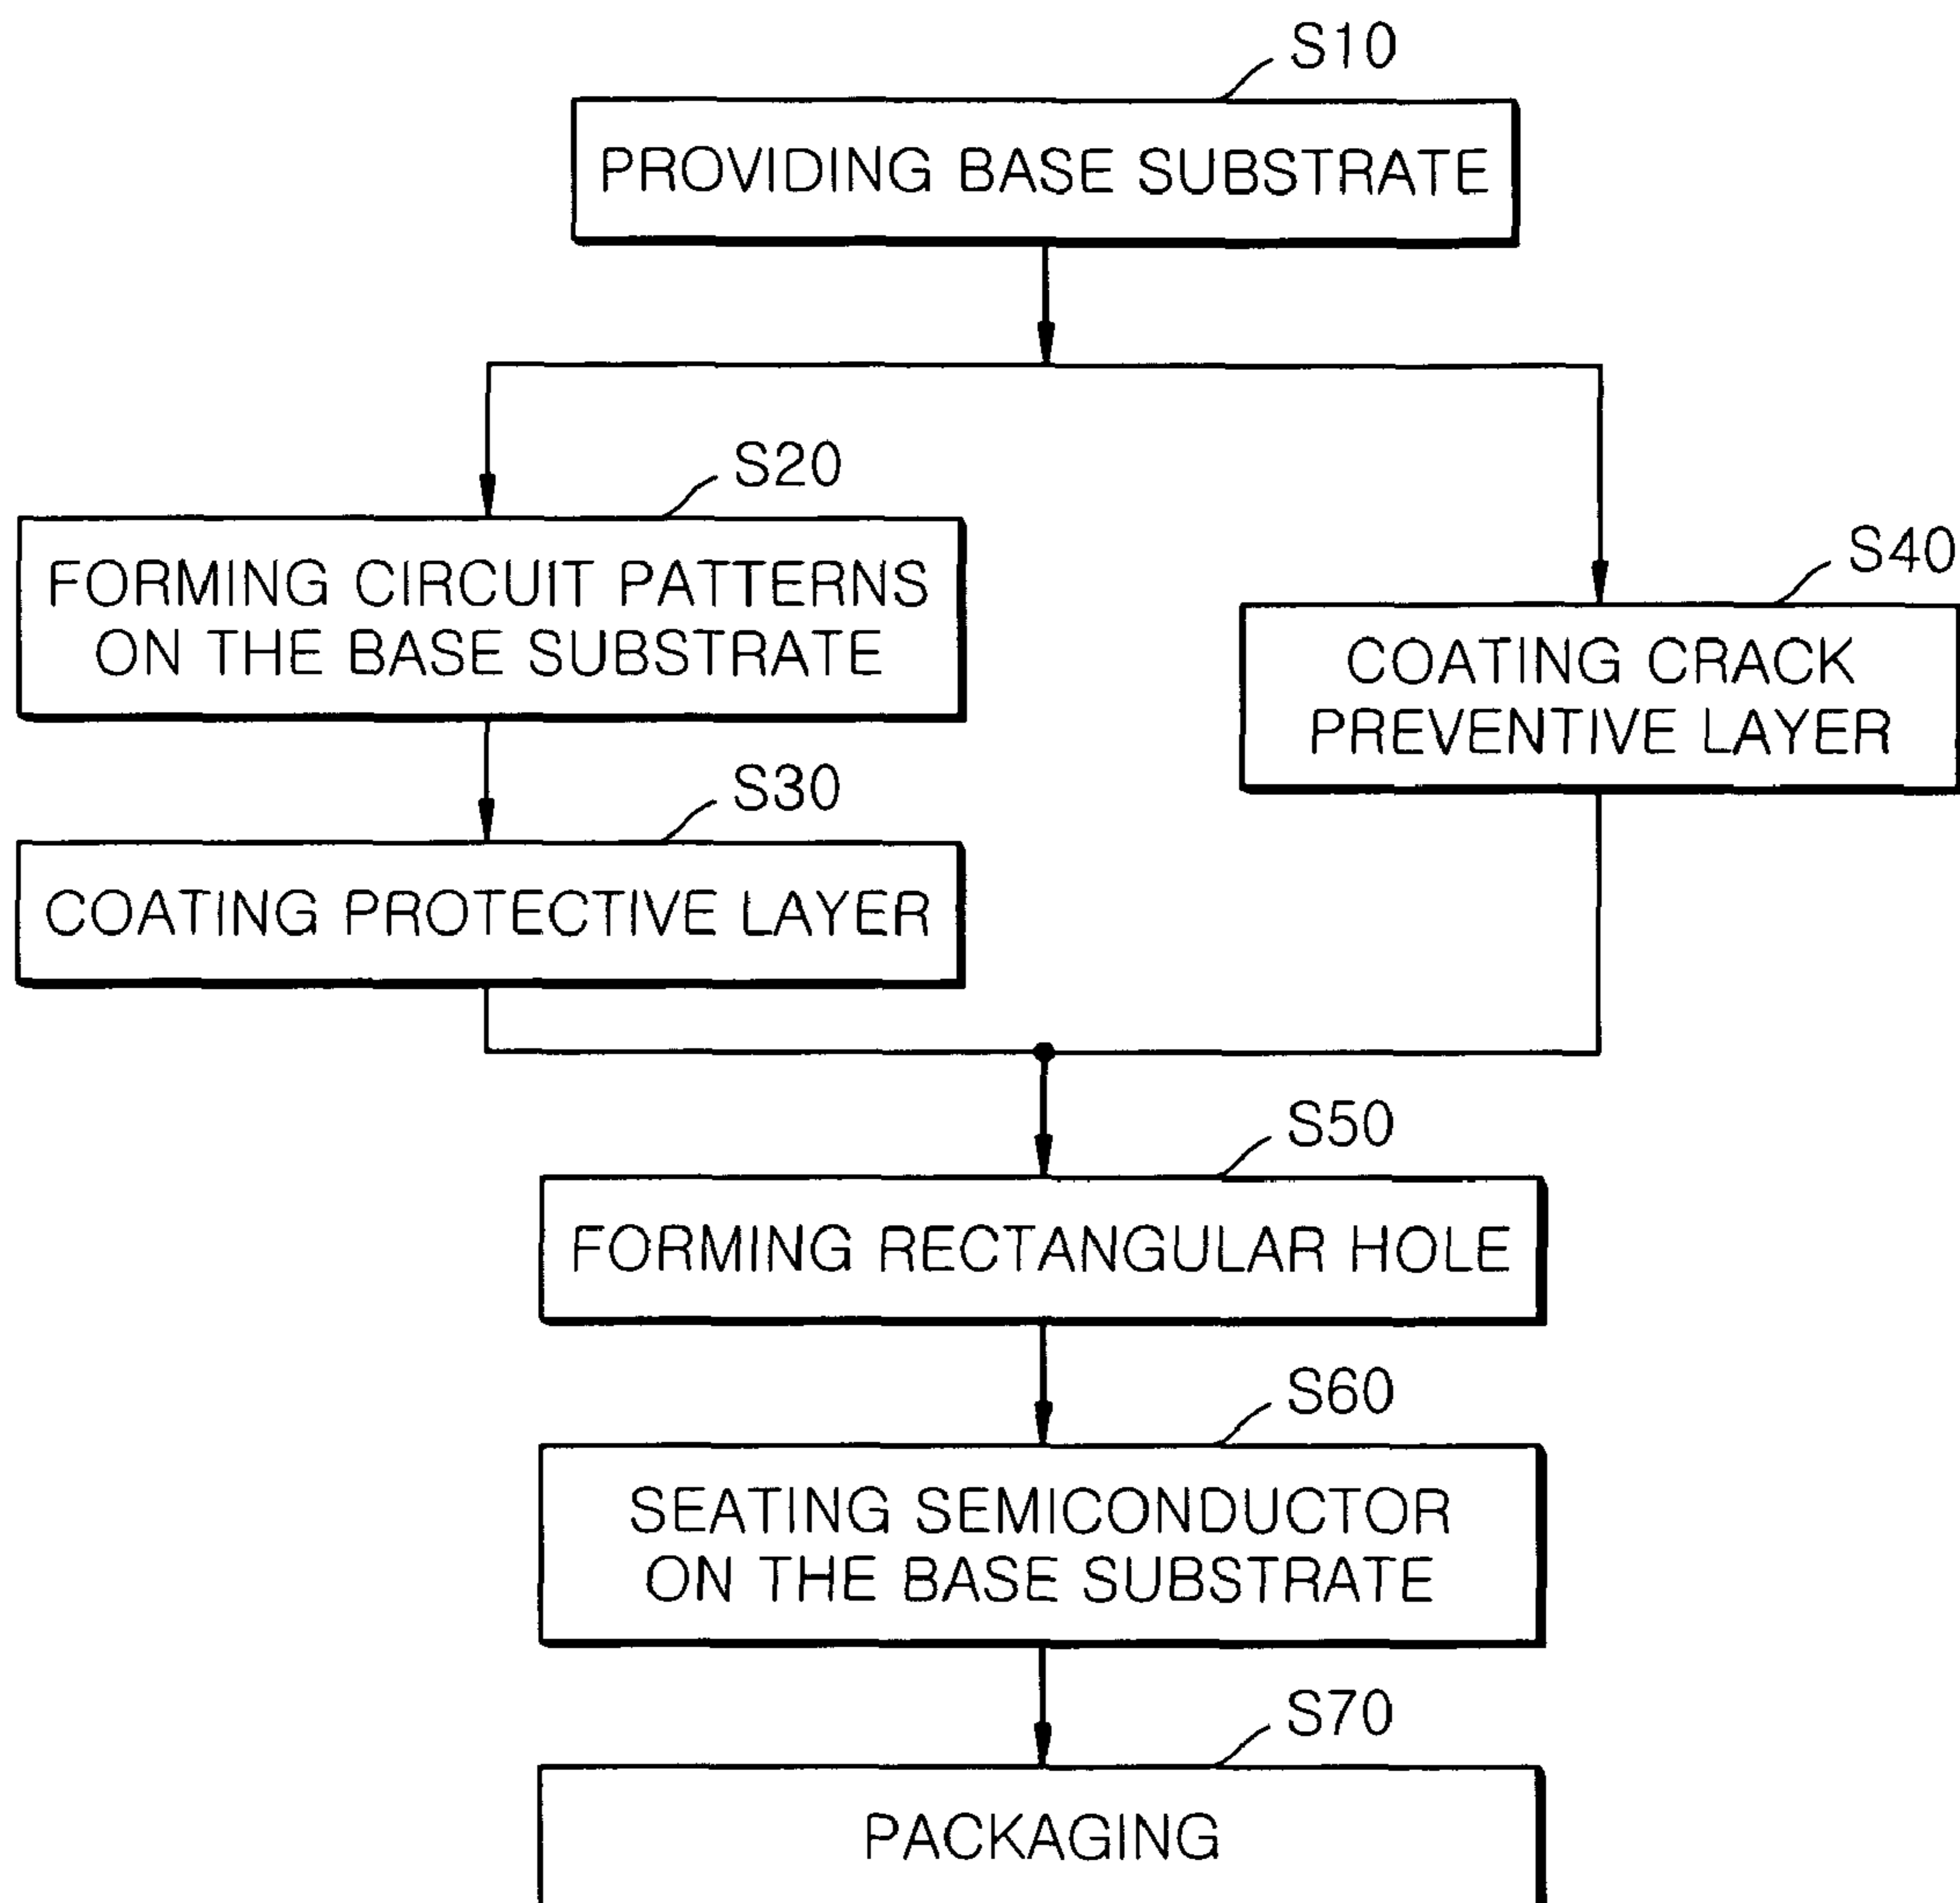 S10
PROVIDING BASE SUBSTRATE
S20
FORMING CIRCUIT PATTERNS
ON THE BASE SUBSTRATE
S40
COATING CRACK
PREVENTIVE LAYER
S30
COATING PROTECTIVE LAYER
S50
FORMING RECTANGULAR HOLE
S60
SEATING SEMICONDUCTOR
ON THE BASE SUBSTRATE
S70
PACKAGING